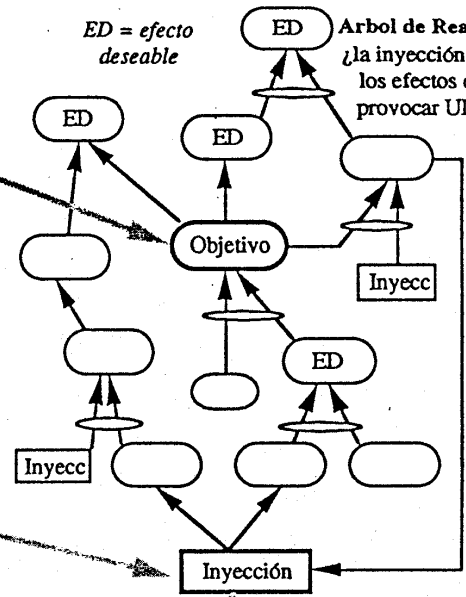 ED = efecto
deseable
ED
Arbol de Rea
¿la inyección
los efectos
provocar
ED
ED
Objetivo
Inyecc
ED
Inyecc
Inyección